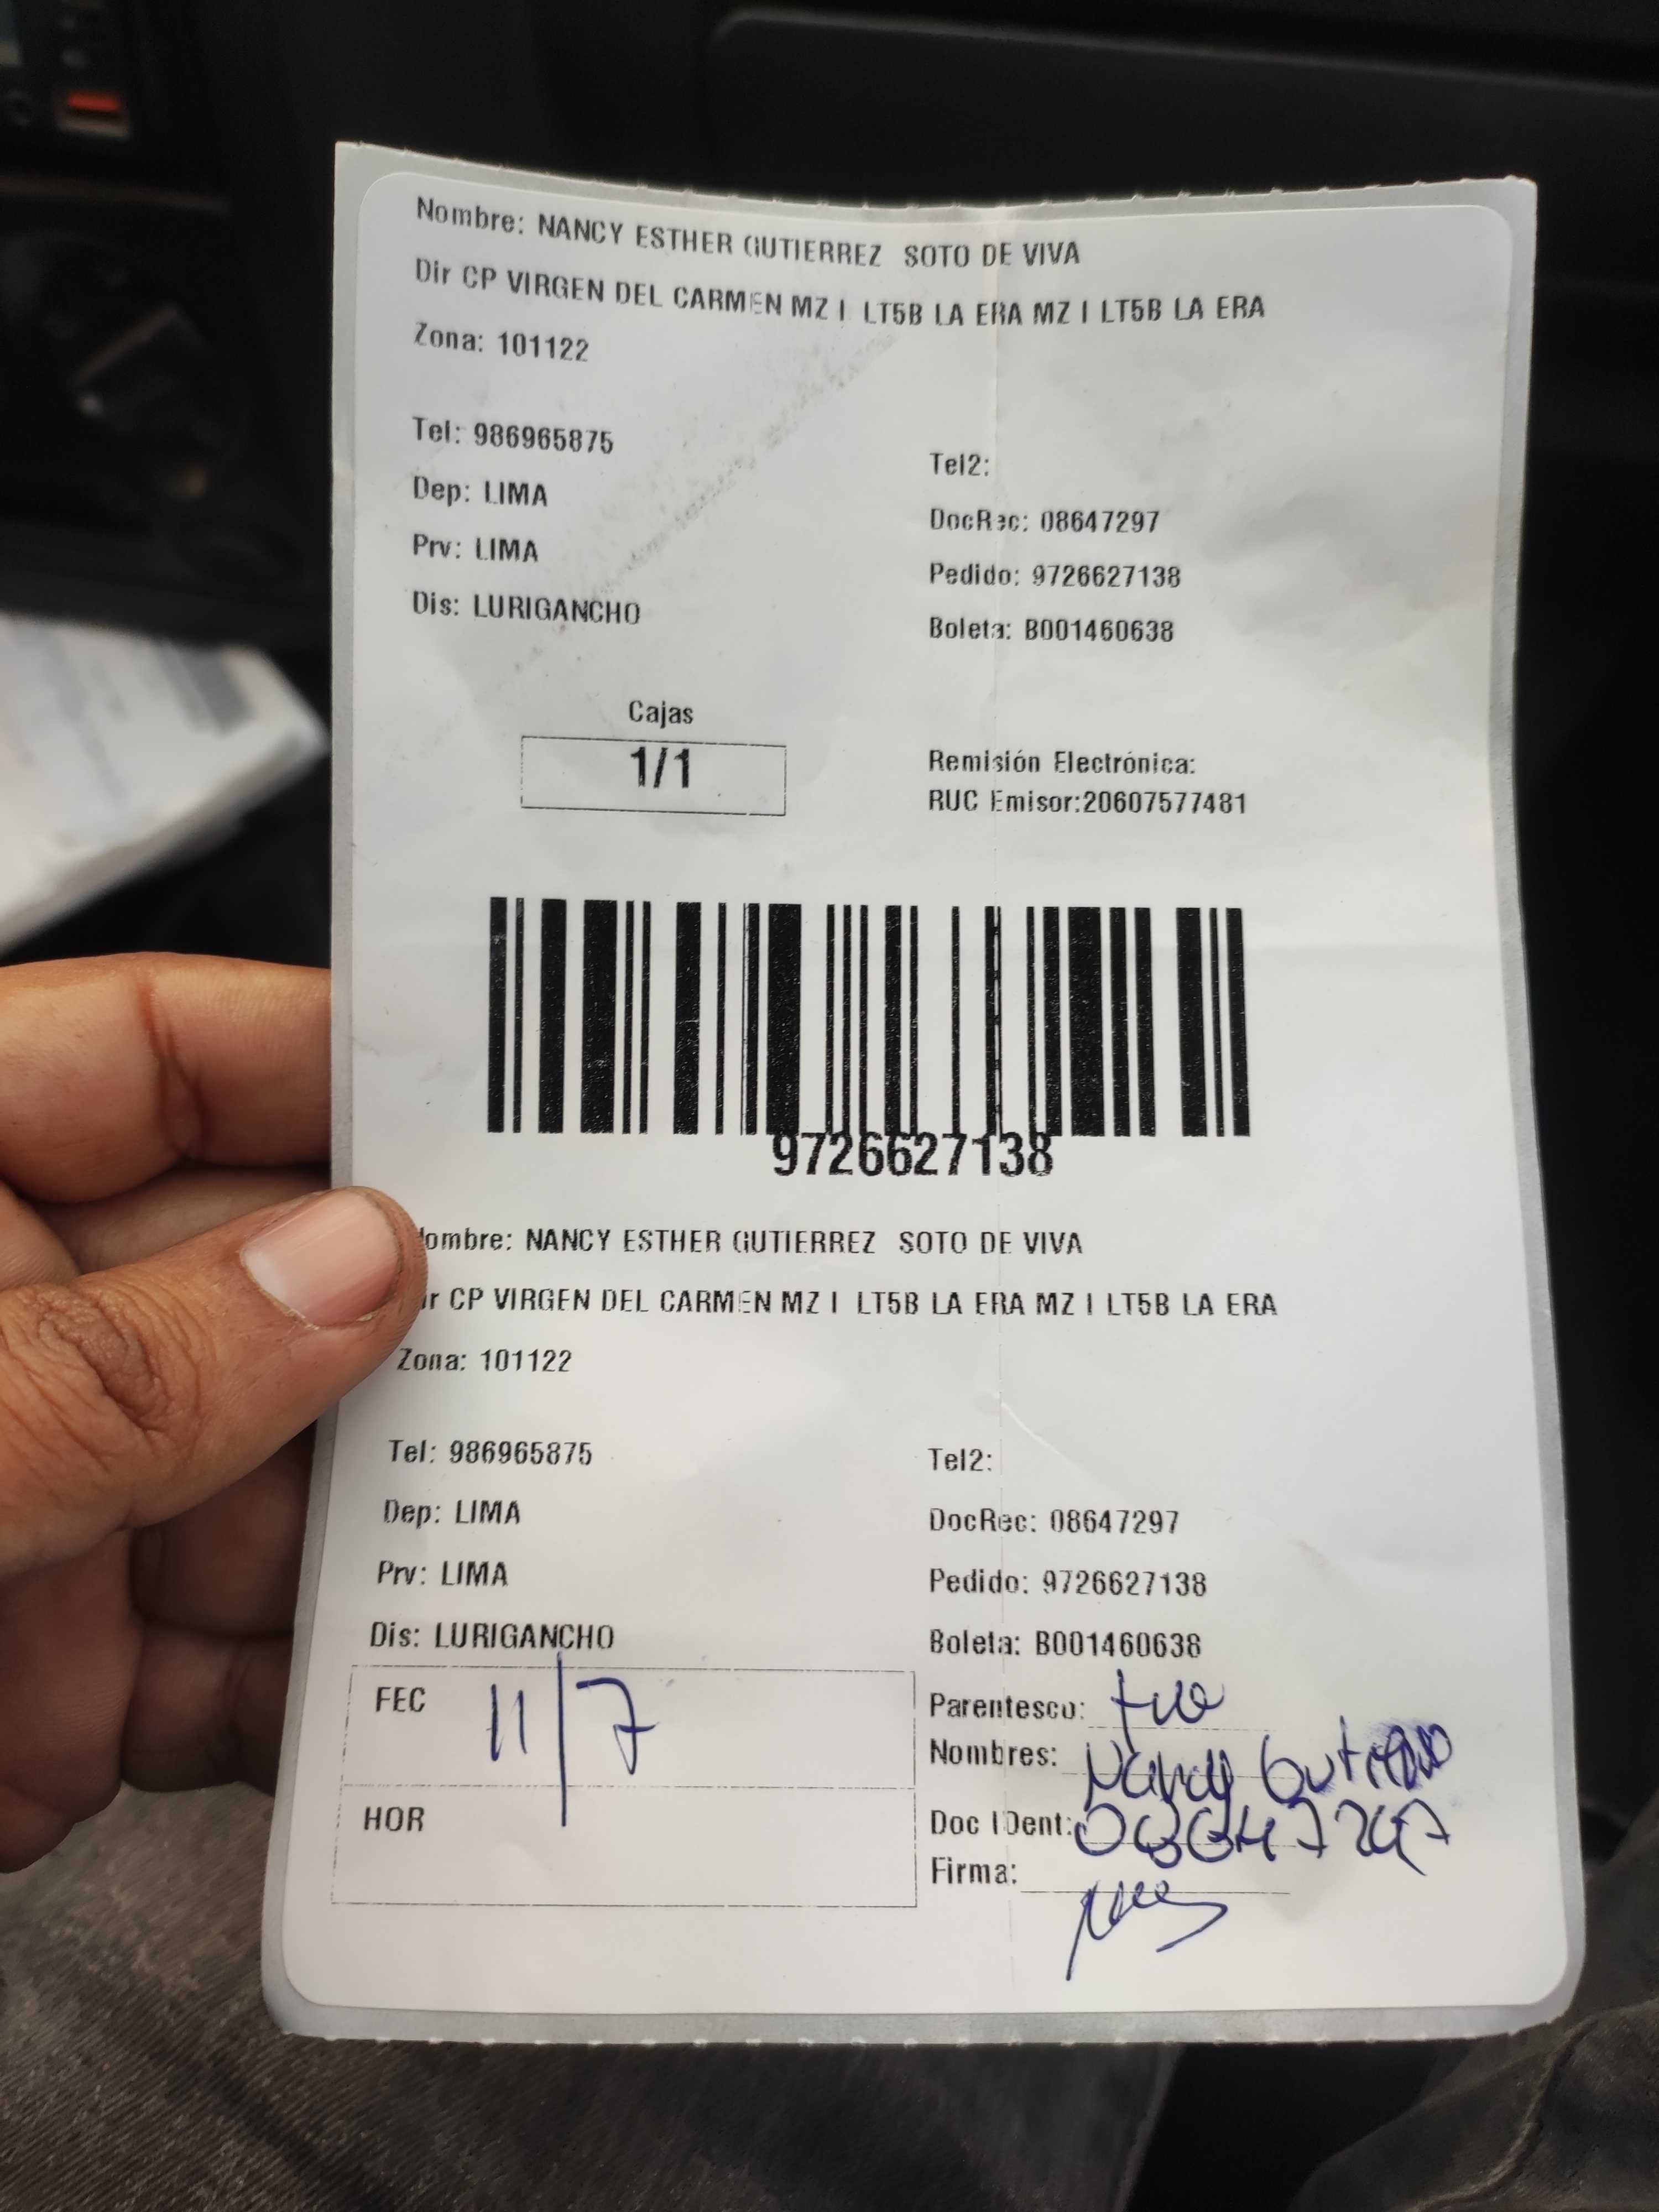 Nombre: NANCY ESTHER GUTIERREZ SOTO DE VIVA
Dir CP VIRGEN DEL CARMEN MZ I LT5B LA ERA MZ I LT5B LA ERA
Zona: 101122
Tel: 986965875
Tel2:
Dep: LIMA
DocRec: 08647297
Prv: LIMA
Pedido: 9726627138
Dis: LURIGANCHO
Boleta: B001460638
Cajas
1/1
Remisión Electrónica:
RUC Emisor:20607577481
9726627138
ombre: NANCY ESTHER GUTIERREZ SOTO DE VIVA
ir CP VIRGEN DEL CARMEN MZ I LT5B LA ERA MZ I LT5B LA ERA
Zona: 101122
Tel: 986965875
Tel2:
Dep: LIMA
DocRec: 08647297
Prv: LIMA
Pedido: 9726627138
Dis: LURIGANCHO
Boleta: B001460638
FEC 11/7
Parentesco:
Nombres: Nancy
HOR
Doc IDent: 08647297
Firma: